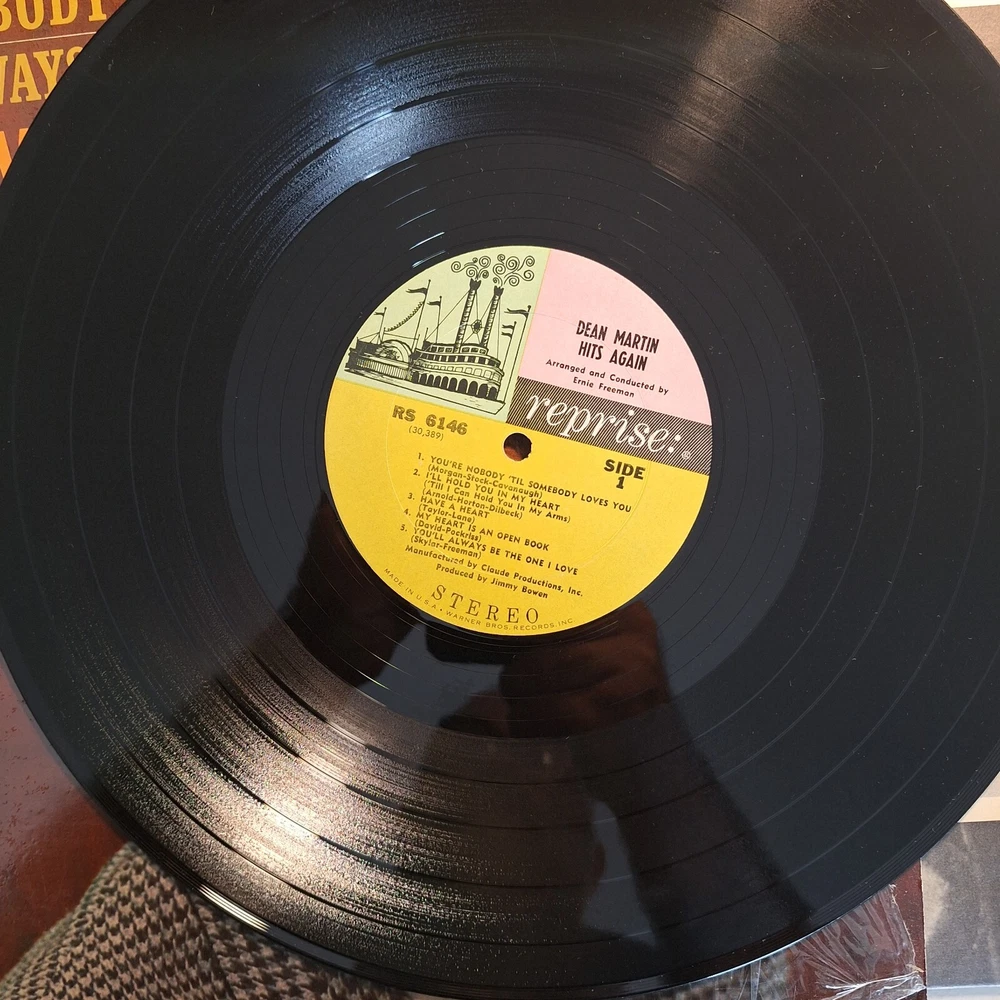 BODY
WAYS
DEAN MARTIN
HITS AGAIN
Arranged and Conducted by
Ernie Freeman
reprise:®
RS 6146
(30,389)
SIDE
1
1. YOU'RE NOBODY 'TIL SOMEBODY LOVES YOU
(Morgan-Stock-Cavanaugh)
2. I'LL HOLD YOU IN MY HEART
('Till I Can Hold You In My Arms)
(Arnold-Horton-Dilbeck)
3. HAVE A HEART
(Taylor-Lane)
4. MY HEART IS AN OPEN BOOK
(David-Pockriss)
5. YOU'LL ALWAYS BE THE ONE I LOVE
(Skylar-Freeman)
Manufactured by Claude Productions, Inc.
Produced by Jimmy Bowen
STEREO
MADE IN U.S.A. • WARNER BROS. RECORDS, INC.